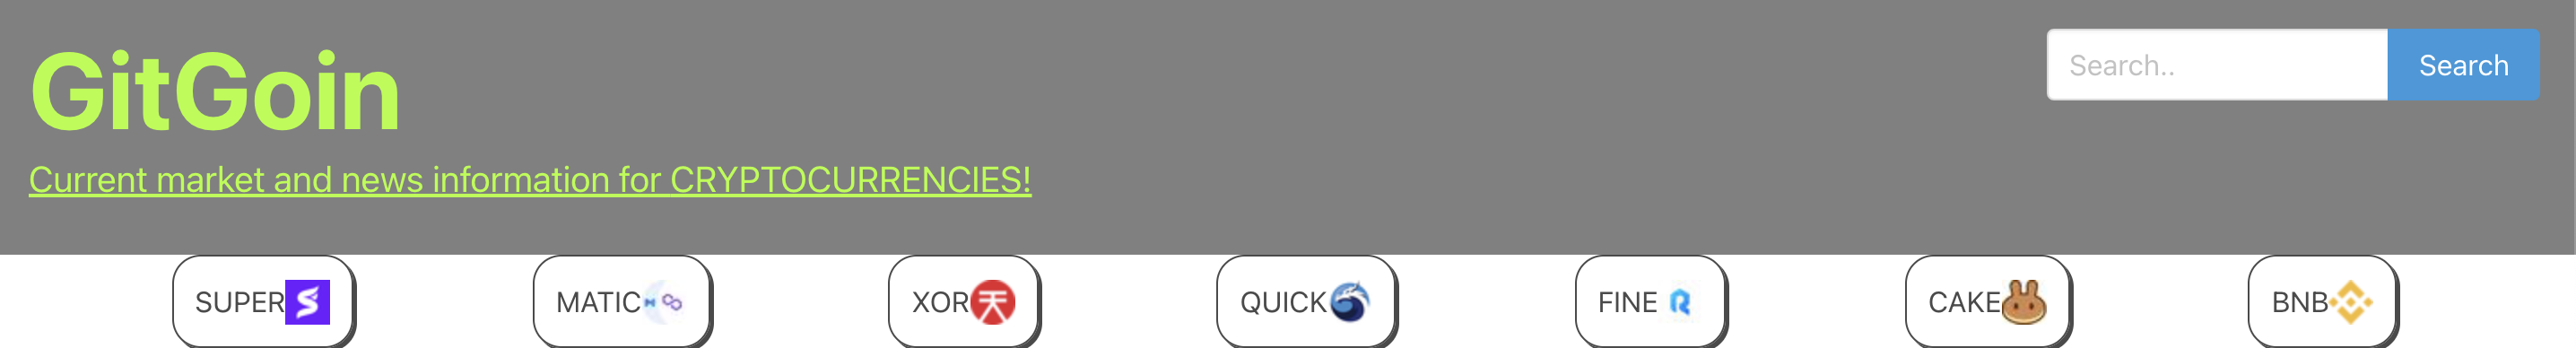 GitGoin
Search..
Search
Current market and news information for CRYPTOCURRENCIES!
SUPER
MATIC
XOR
QUICK
FINE
CAKE
BNB